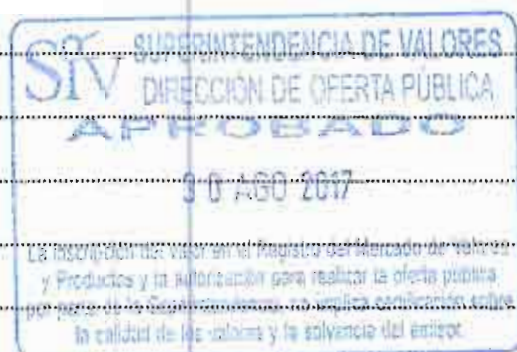 SIV SUPERINTENDENCIA DE VALORES
DIRECCIÓN DE OFERTA PÚBLICA
APROBADO
30 AGO 2017
La inscripción del valor en el Registro del Mercado de Valores
y Productos y la autorización para realizar la oferta pública
por parte de la Superintendencia, no implica certificación sobre
la calidad de los valores y la solvencia del emisor.